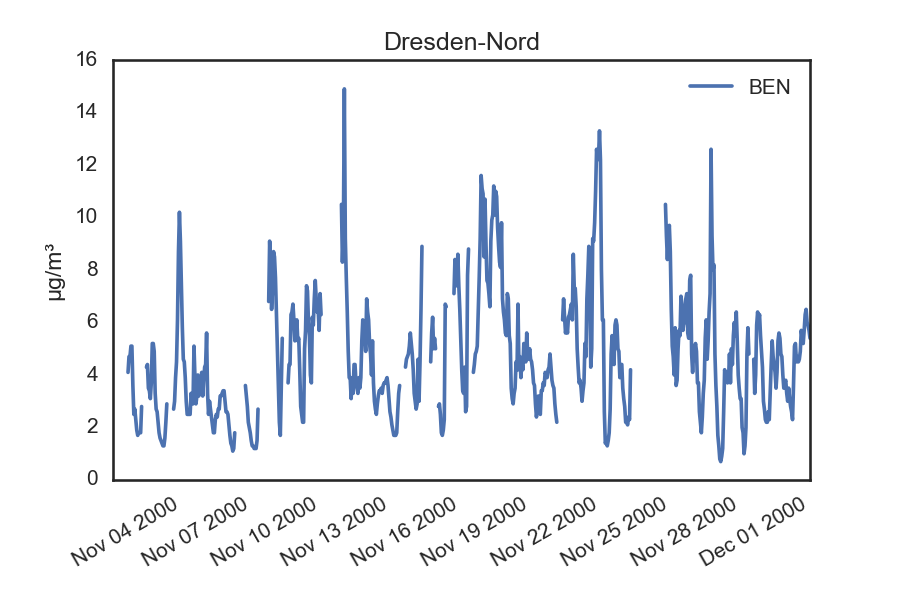 Dresden-Nord
BEN
µg/m³
16
14
12
10
8
6
4
2
0
Nov 04 2000
Nov 07 2000
Nov 10 2000
Nov 13 2000
Nov 16 2000
Nov 19 2000
Nov 22 2000
Nov 25 2000
Nov 28 2000
Dec 01 2000